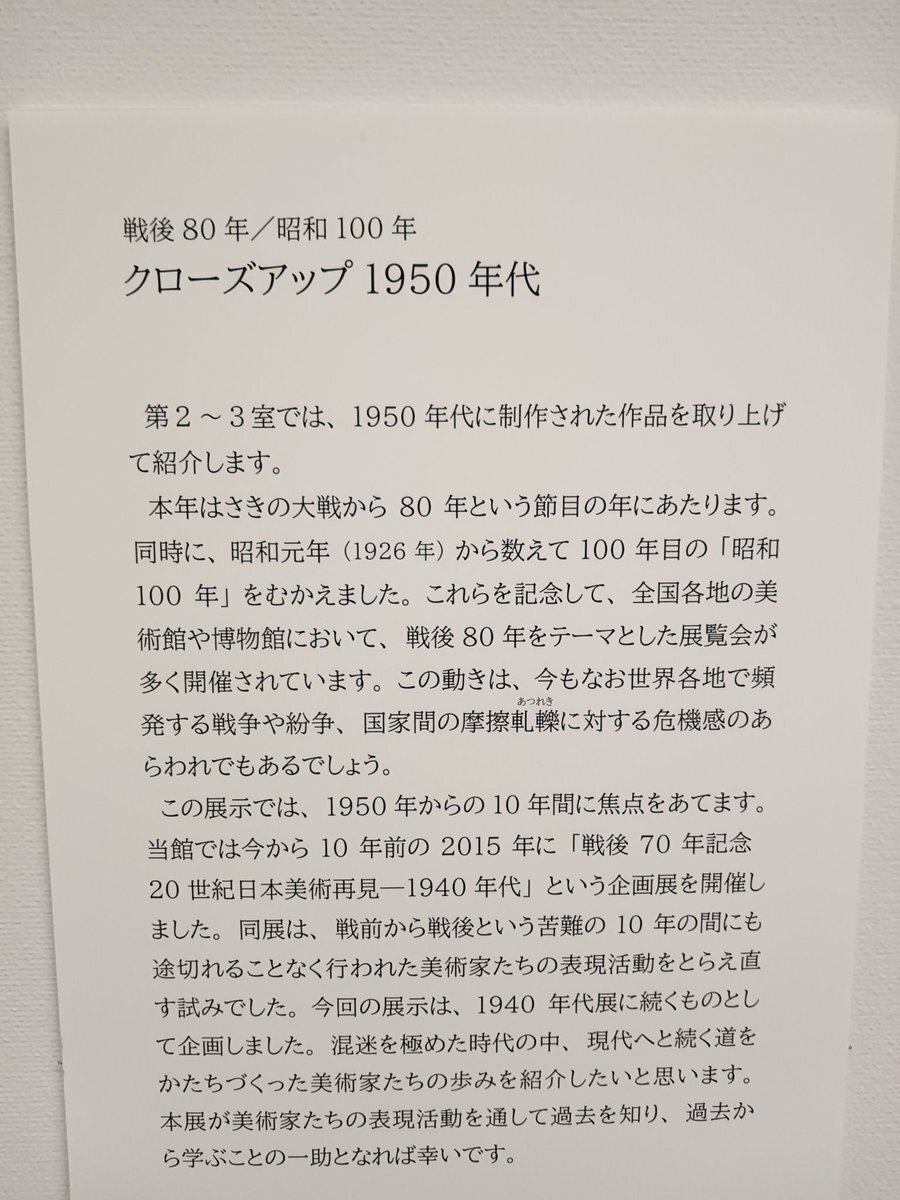 戦後 80 年／昭和 100 年
クローズアップ 1950 年代
第２～３室では、1950 年代に制作された作品を取り上げ
て紹介します。
本年はさきの大戦から 80 年という節目の年にあたります。
同時に、昭和元年（1926 年）から数えて 100 年目の「昭和
100 年」をむかえました。これらを記念して、全国各地の美
術館や博物館において、戦後 80 年をテーマとした展覧会が
多く開催されています。この動きは、今もなお世界各地で頻
あつれき
発する戦争や紛争、国家間の摩擦軋轢に対する危機感のあ
らわれでもあるでしょう。
この展示では、1950 年からの 10 年間に焦点をあてます。
当館では今から 10 年前の 2015 年に「戦後 70 年記念
20 世紀日本美術再見―1940 年代」という企画展を開催し
ました。同展は、戦前から戦後という苦難の 10 年の間にも
途切れることなく行われた美術家たちの表現活動をとらえ直
す試みでした。今回の展示は、1940 年代展に続くものとし
て企画しました。混迷を極めた時代の中、現代へと続く道を
かたちづくった美術家たちの歩みを紹介したいと思います。
本展が美術家たちの表現活動を通して過去を知り、過去か
ら学ぶことの一助となれば幸いです。